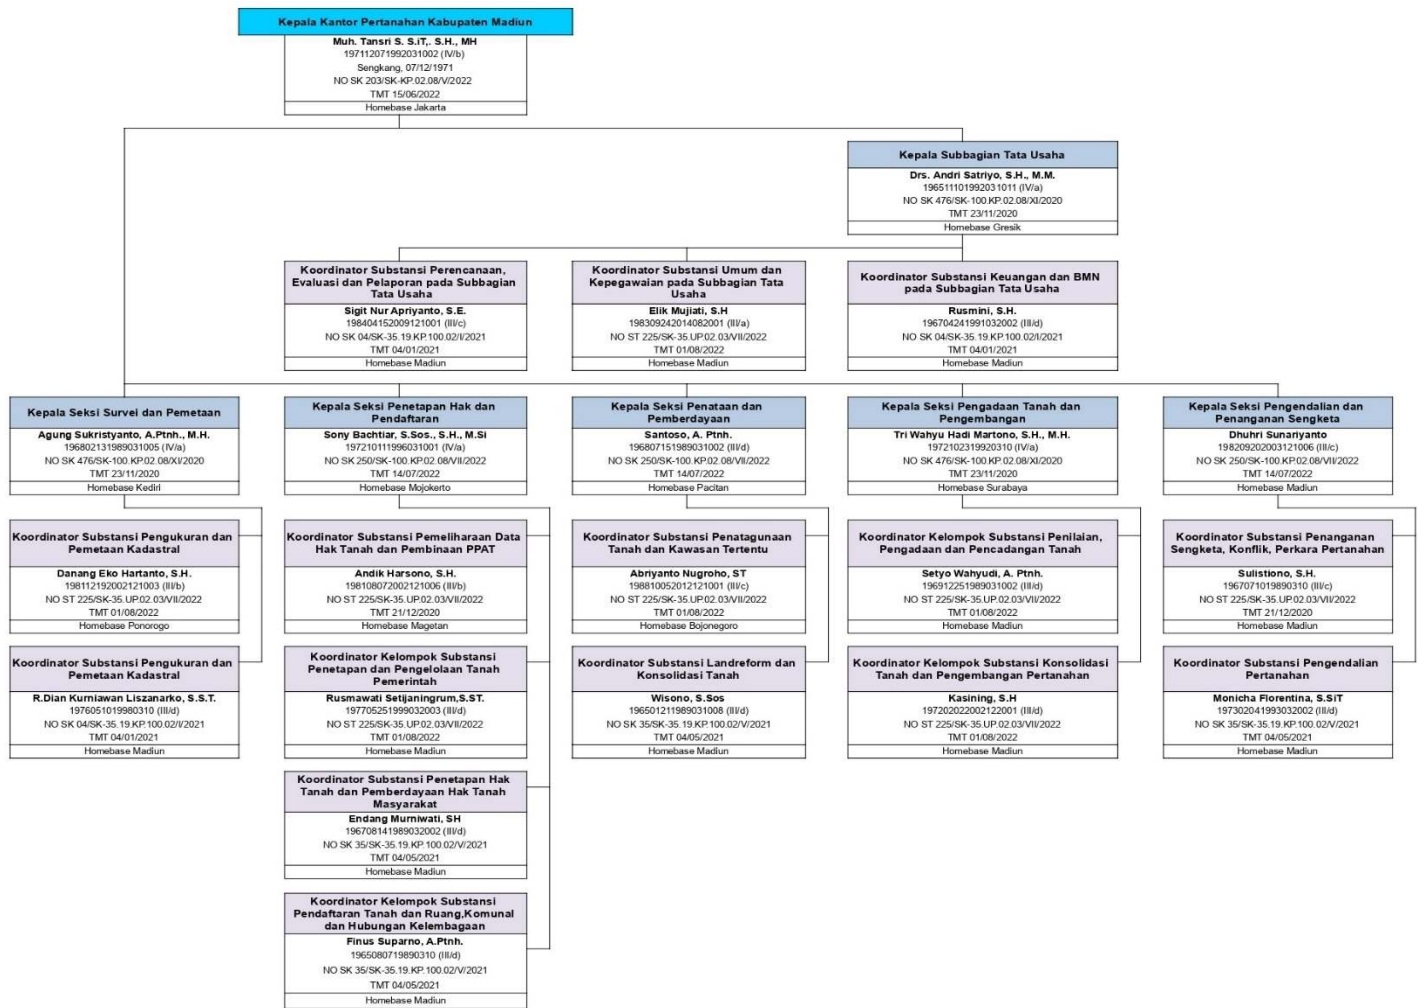 Kepala Kantor Pertanahan Kabupaten Madiun
Muh. Tansri S. S.iT,. S.H., MH
197112071992031002 (IV/b)
Sengkang, 07/12/1971
NO SK 203/SK-KP.02.08/V/2022
TMT 15/06/2022
Homebase Jakarta
Kepala Subbagian Tata Usaha
Drs. Andri Satriyo, S.H., M.M.
196511101992031011 (IV/a)
NO SK 476/SK-100.KP.02.08/XI/2020
TMT 23/11/2020
Homebase Gresik
Koordinator Substansi Perencanaan,
Evaluasi dan Pelaporan pada Subbagian
Tata Usaha
Sigit Nur Apriyanto, S.E.
198404152009121001 (III/c)
NO SK 04/SK-35.19.KP.100.02/I/2021
TMT 04/01/2021
Homebase Madiun
Koordinator Substansi Umum dan
Kepegawaian pada Subbagian Tata
Usaha
Elik Mujiati, S.H
198309242014082001 (III/a)
NO ST 225/SK-35.UP.02.03/VII/2022
TMT 01/08/2022
Homebase Madiun
Koordinator Substansi Keuangan dan BMN
pada Subbagian Tata Usaha
Rusmini, S.H.
196704241991032002 (III/d)
NO SK 04/SK-35.19.KP.100.02/I/2021
TMT 04/01/2021
Homebase Madiun
Kepala Seksi Survei dan Pemetaan
Agung Sukristyanto, A.Ptnh., M.H.
196802131989031005 (IV/a)
NO SK 476/SK-100.KP.02.08/XI/2020
TMT 23/11/2020
Homebase Kediri
Kepala Seksi Penetapan Hak dan
Pendaftaran
Sony Bachtiar, S.Sos., S.H., M.Si
197210111996031001 (IV/a)
NO SK 250/SK-100.KP.02.08/VII/2022
TMT 14/07/2022
Homebase Mojokerto
Kepala Seksi Penataan dan
Pemberdayaan
Santoso, A. Ptnh.
196807151989031002 (III/d)
NO SK 250/SK-100.KP.02.08/VII/2022
TMT 14/07/2022
Homebase Pacitan
Kepala Seksi Pengadaan Tanah dan
Pengembangan
Tri Wahyu Hadi Martono, S.H., M.H.
1972102319920310 (IV/a)
NO SK 476/SK-100.KP.02.08/XI/2020
TMT 23/11/2020
Homebase Surabaya
Kepala Seksi Pengendalian dan
Penanganan Sengketa
Dhuhri Sunariyanto
198209202003121006 (III/c)
NO SK 250/SK-100.KP.02.08/VII/2022
TMT 14/07/2022
Homebase Madiun
Koordinator Substansi Pengukuran dan
Pemetaan Kadastral
Danang Eko Hartanto, S.H.
198112192002121003 (III/b)
NO ST 225/SK-35.UP.02.03/VII/2022
TMT 01/08/2022
Homebase Ponorogo
Koordinator Substansi Pemeliharaan Data
Hak Tanah dan Pembinaan PPAT
Andik Harsono, S.H.
198108072002121006 (III/b)
NO ST 225/SK-35.UP.02.03/VII/2022
TMT 21/12/2020
Homebase Magetan
Koordinator Substansi Penatagunaan
Tanah dan Kawasan Tertentu
Abriyanto Nugroho, ST
198810052012121001 (III/c)
NO ST 225/SK-35.UP.02.03/VII/2022
TMT 01/08/2022
Homebase Bojonegoro
Koordinator Kelompok Substansi Penilaian,
Pengadaan dan Pencadangan Tanah
Setyo Wahyudi, A. Ptnh.
196912251989031002 (III/d)
NO ST 225/SK-35.UP.02.03/VII/2022
TMT 01/08/2022
Homebase Madiun
Koordinator Substansi Penanganan
Sengketa, Konflik, Perkara Pertanahan
Sulistiono, S.H.
1967071019890310 (III/c)
NO ST 225/SK-35.UP.02.03/VII/2022
TMT 21/12/2020
Homebase Madiun
Koordinator Substansi Pengukuran dan
Pemetaan Kadastral
R.Dian Kurniawan Liszanarko, S.S.T.
1976051019980310 (III/d)
NO SK 04/SK-35.19.KP.100.02/I/2021
TMT 04/01/2021
Homebase Madiun
Koordinator Kelompok Substansi
Penetapan dan Pengelolaan Tanah
Pemerintah
Rusmawati Setijaningrum,S.ST.
197705251999032003 (III/d)
NO ST 225/SK-35.UP.02.03/VII/2022
TMT 01/08/2022
Homebase Madiun
Koordinator Substansi Landreform dan
Konsolidasi Tanah
Wisono, S.Sos
196501211989031008 (III/d)
NO SK 35/SK-35.19.KP.100.02/V/2021
TMT 04/05/2021
Homebase Madiun
Koordinator Kelompok Substansi Konsolidasi
Tanah dan Pengembangan Pertanahan
Kasining, S.H
197202022002122001 (III/d)
NO ST 225/SK-35.UP.02.03/VII/2022
TMT 01/08/2022
Homebase Madiun
Koordinator Substansi Pengendalian
Pertanahan
Monicha Florentina, S.SiT
197302041993032002 (III/d)
NO SK 35/SK-35.19.KP.100.02/V/2021
TMT 04/05/2021
Homebase Madiun
Koordinator Substansi Penetapan Hak
Tanah dan Pemberdayaan Hak Tanah
Masyarakat
Endang Murniwati, SH
196708141989032002 (III/d)
NO SK 35/SK-35.19.KP.100.02/V/2021
TMT 04/05/2021
Homebase Madiun
Koordinator Kelompok Substansi
Pendaftaran Tanah dan Ruang,Komunal
dan Hubungan Kelembagaan
Finus Suparno, A.Ptnh.
1965080719890310 (III/d)
NO SK 35/SK-35.19.KP.100.02/V/2021
TMT 04/05/2021
Homebase Madiun